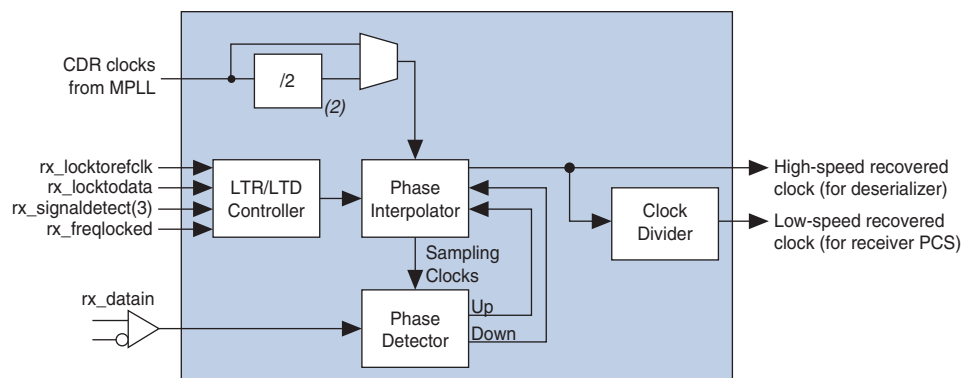 CDR clocks
from MPLL
/2
(2)
rx_locktorefclk
rx_locktodata
rx_signaldetect(3)
rx_freqlocked
LTR/LTD
Controller
Phase
Interpolator
High-speed recovered
clock (for deserializer)
Clock
Divider
Low-speed recovered
clock (for receiver PCS)
Sampling
Clocks
rx_datain
Phase
Detector
Up
Down